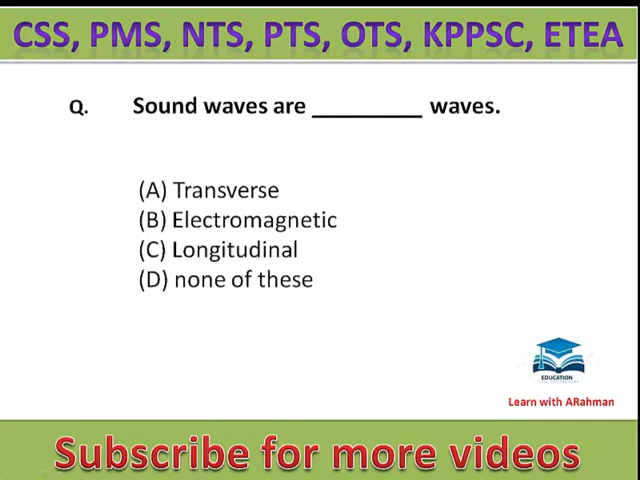 CSS, PMS, NTS, PTS, OTS, KPPSC, ETEA
Q. Sound waves are _________ waves.
(A) Transverse
(B) Electromagnetic
(C) Longitudinal
(D) none of these
EDUCATION
Learn with ARahman
Subscribe for more videos